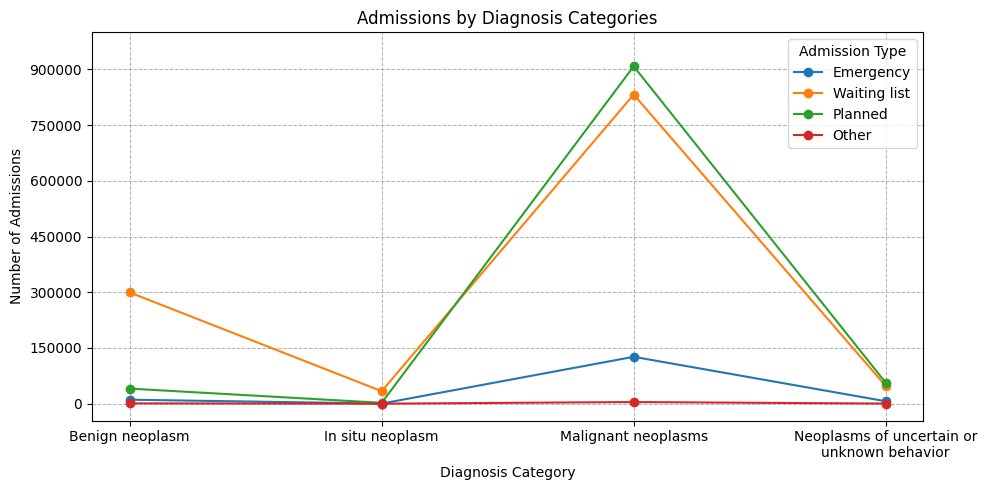 Admissions by Diagnosis Categories
Admission Type
Emergency
Waiting list
Planned
Other
Number of Admissions
900000
750000
600000
450000
300000
150000
0
Benign neoplasm
In situ neoplasm
Malignant neoplasms
Neoplasms of uncertain or
unknown behavior
Diagnosis Category